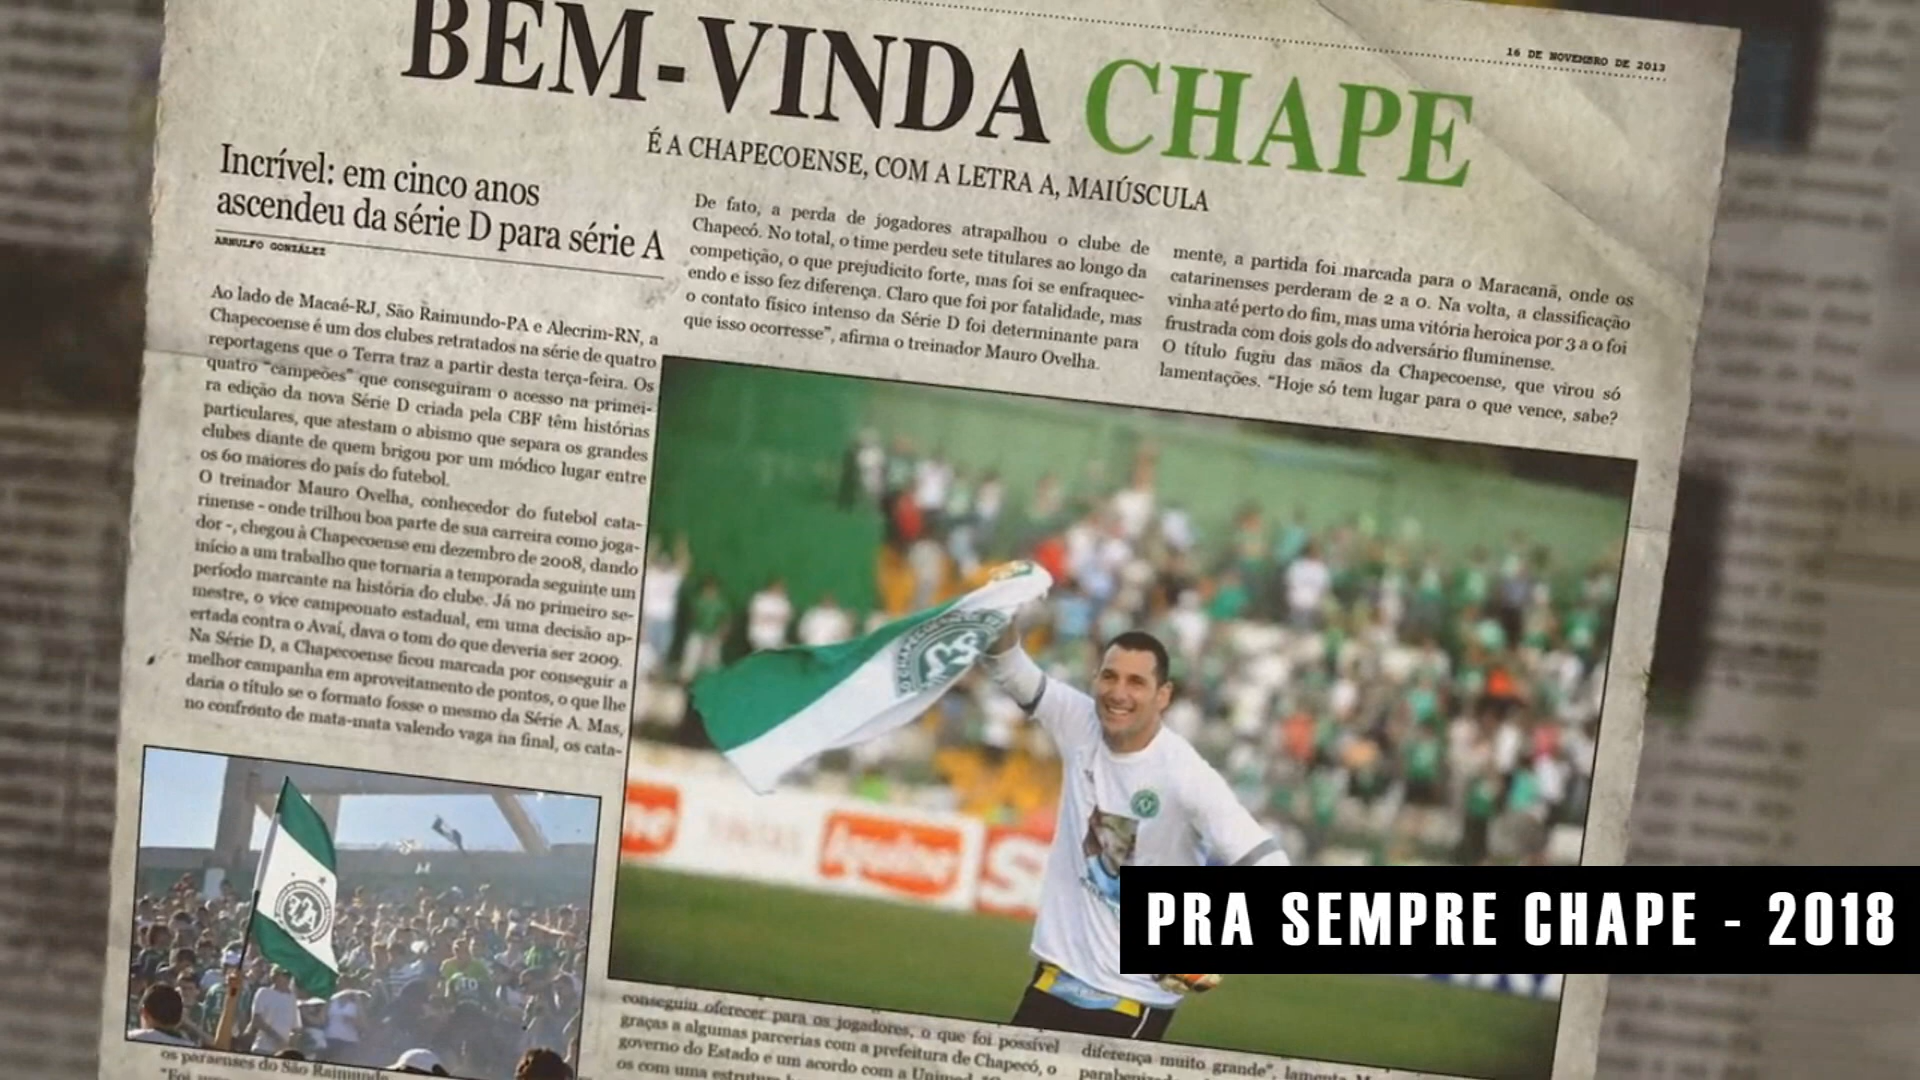 16 DE NOVEMBRO DE 2013
BEM-VINDA CHAPE
É A CHAPECOENSE, COM A LETRA A, MAIÚSCULA
Incrível: em cinco anos
ascendeu da série D para série A
ARNULFO GONZÁLEZ
Ao lado de Macaé-RJ, São Raimundo-PA e Alecrim-RN, a
Chapecoense é um dos clubes retratados na série de quatro
reportagens que o Terra traz a partir desta terça-feira. Os
quatro "campeões" que conseguiram o acesso na primei-
ra edição da nova Série D criada pela CBF têm histórias
particulares, que atestam o abismo que separa os grandes
clubes diante de quem brigou por um módico lugar entre
os 60 maiores do país do futebol.
O treinador Mauro Ovelha, conhecedor do futebol cata-
rinense - onde trilhou boa parte de sua carreira como joga-
dor -, chegou à Chapecoense em dezembro de 2008, dando
início a um trabalho que tornaria a temporada seguinte um
período marcante na história do clube. Já no primeiro se-
mestre, o vice campeonato estadual, em uma decisão ap-
ertada contra o Avaí, dava o tom do que deveria ser 2009.
Na Série D, a Chapecoense ficou marcada por conseguir a
melhor campanha em aproveitamento de pontos, o que lhe
daria o título se o formato fosse o mesmo da Série A. Mas,
no confronto de mata-mata valendo vaga na final, os cata-
De fato, a perda de jogadores atrapalhou o clube de
Chapecó. No total, o time perdeu sete titulares ao longo da
competição, o que prejudicito forte, mas foi se enfraquec-
endo e isso fez diferença. Claro que foi por fatalidade, mas
o contato físico intenso da Série D foi determinante para
que isso ocorresse", afirma o treinador Mauro Ovelha.
mente, a partida foi marcada para o Maracanã, onde os
catarinenses perderam de 2 a 0. Na volta, a classificação
vinha até perto do fim, mas uma vitória heroica por 3 a 0 foi
frustrada com dois gols do adversário fluminense.
O título fugiu das mãos da Chapecoense, que virou só
lamentações. "Hoje só tem lugar para o que vence, sabe?
os paraenses do São Raimundo
"Foi
conseguiu oferecer para os jogadores, o que foi possível
graças a algumas parcerias com a prefeitura de Chapecó, o
governo do Estado e um acordo com a Unimed
os com uma estrutura
diferença muito grande", lamenta
PRA SEMPRE CHAPE - 2018